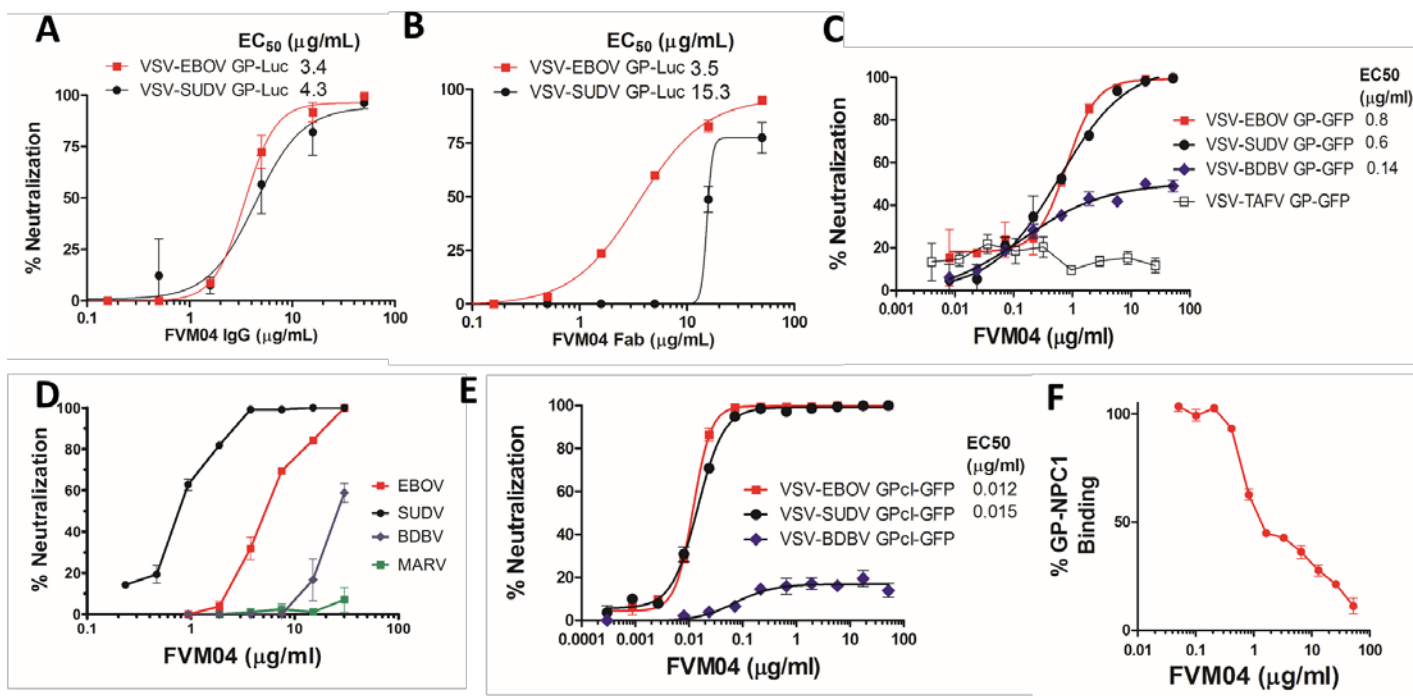 A
EC50 (μg/mL)
VSV-EBOV GP-Luc 3.4
VSV-SUDV GP-Luc 4.3
% Neutralization
100
75
50
25
0
0.1 1 10 100
FVM04 IgG (μg/mL)
B
EC50 (μg/mL)
VSV-EBOV GP-Luc 3.5
VSV-SUDV GP-Luc 15.3
% Neutralization
100
75
50
25
0
0.1 1 10 100
FVM04 Fab (μg/mL)
C
EC50
(μg/ml)
VSV-EBOV GP-GFP 0.8
VSV-SUDV GP-GFP 0.6
VSV-BDBV GP-GFP 0.14
VSV-TAFV GP-GFP
% Neutralization
100
80
60
40
20
0
0.001 0.01 0.1 1 10 100
FVM04 (μg/ml)
D
% Neutralization
100
80
60
40
20
0
EBOV
SUDV
BDBV
MARV
0.1 1 10 100
FVM04 (μg/ml)
E
% Neutralization
100
80
60
40
20
0
EC50
(μg/ml)
VSV-EBOV GPcl-GFP 0.012
VSV-SUDV GPcl-GFP 0.015
VSV-BDBV GPcl-GFP
0.0001 0.001 0.01 0.1 1 10 100
FVM04 (μg/ml)
F
% GP-NPC1
Binding
100
50
0
0.01 0.1 1 10 100
FVM04 (μg/ml)